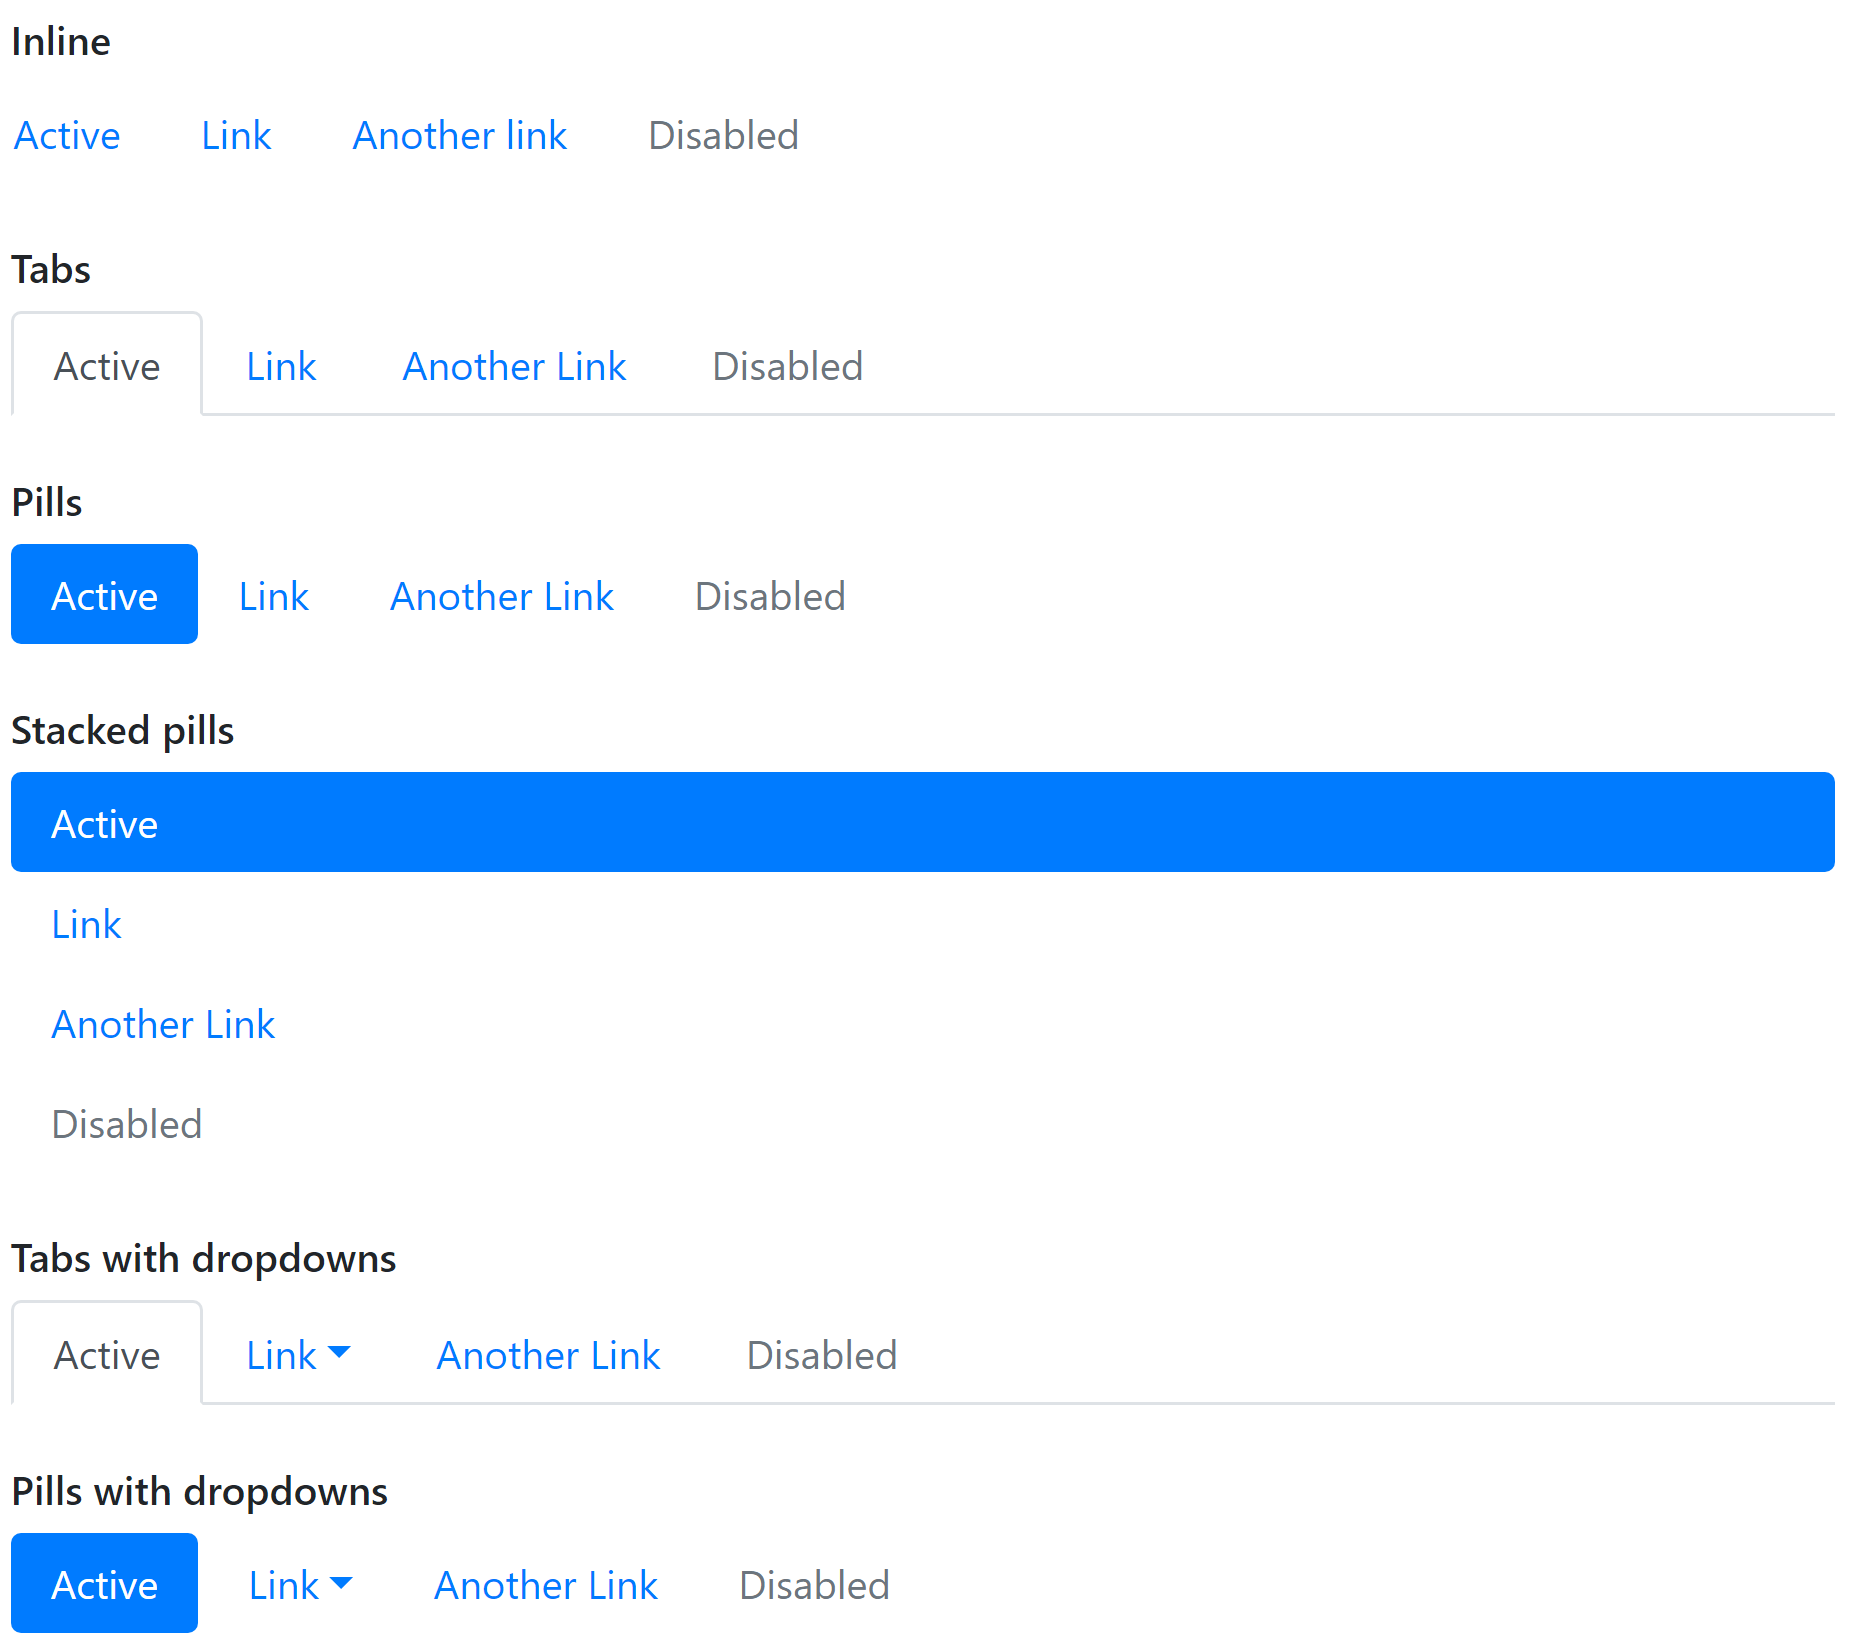 Inline
Active Link Another link Disabled
Tabs
Active Link Another Link Disabled
Pills
Active Link Another Link Disabled
Stacked pills
Active
Link
Another Link
Disabled
Tabs with dropdowns
Active Link Another Link Disabled
Pills with dropdowns
Active Link Another Link Disabled